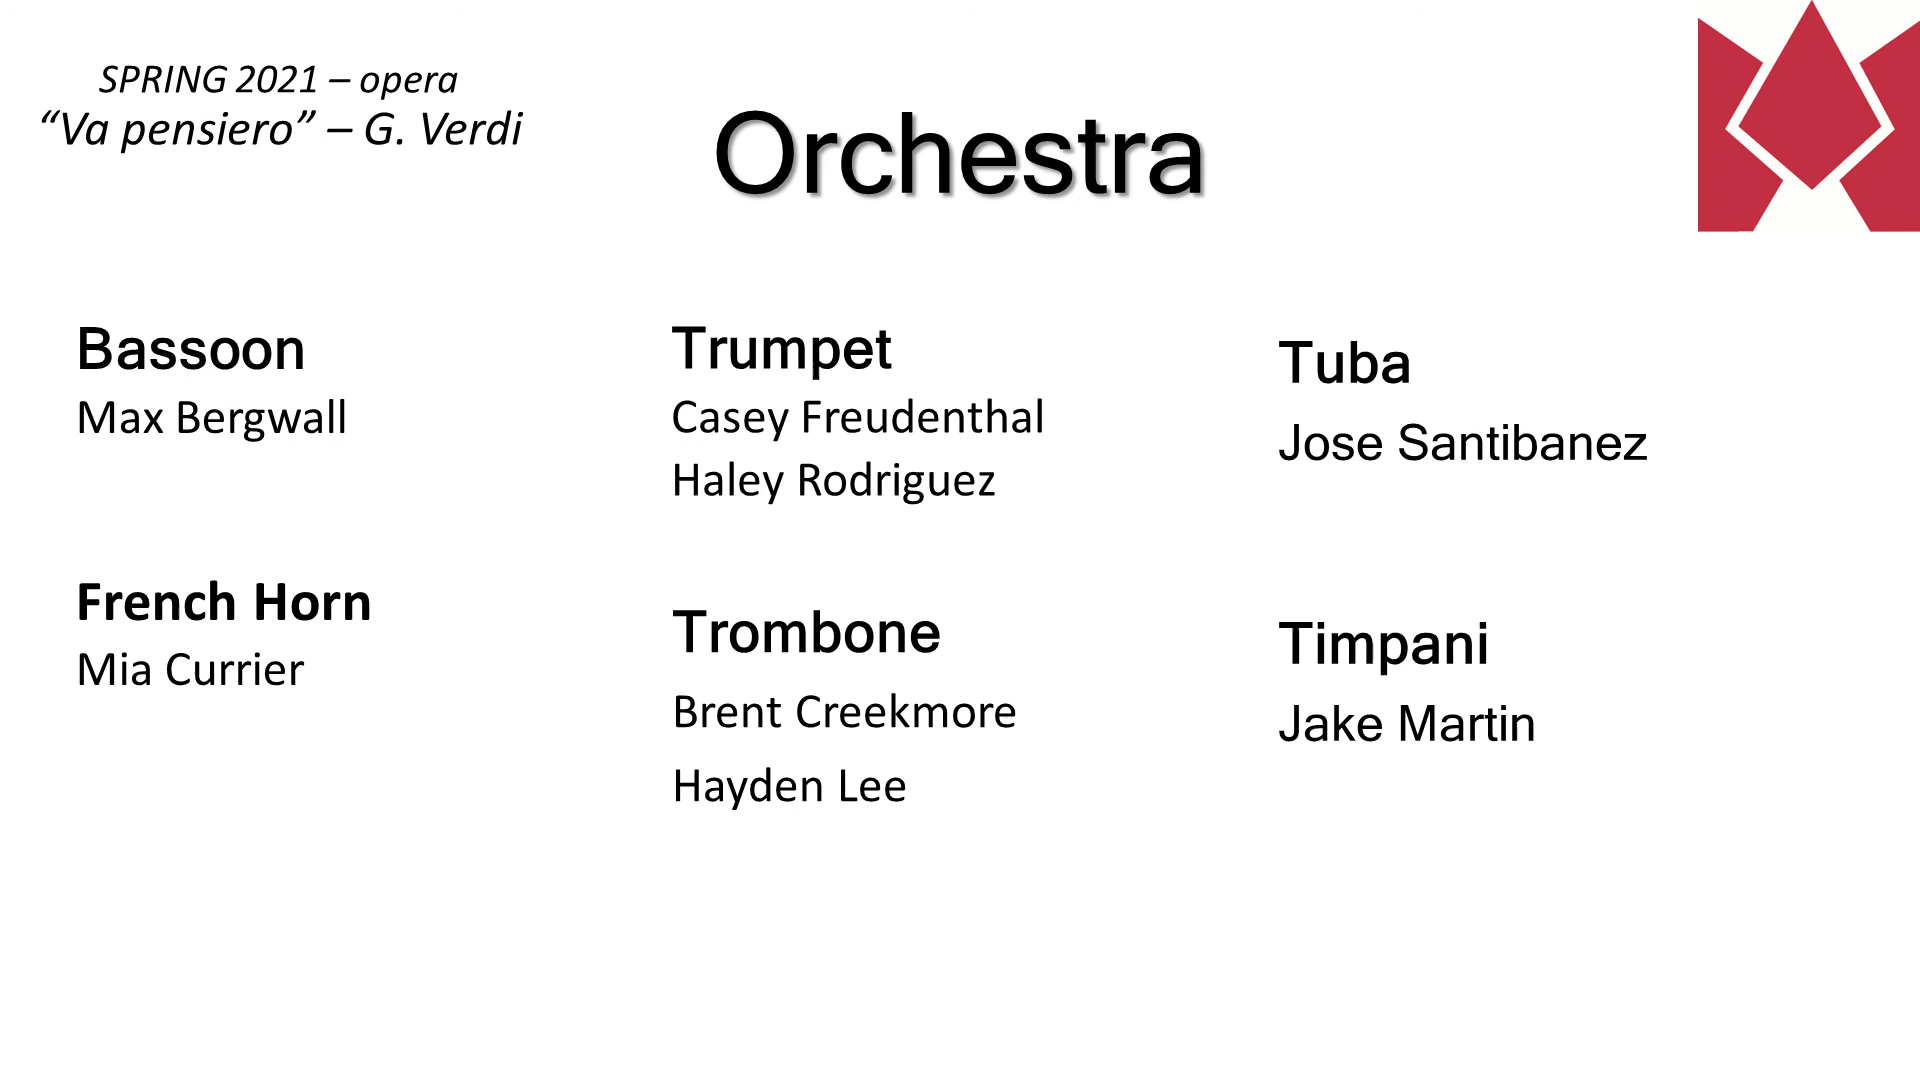 SPRING 2021 – opera
“Va pensiero” – G. Verdi
Orchestra
Bassoon
Max Bergwall
French Horn
Mia Currier
Trumpet
Casey Freudenthal
Haley Rodriguez
Trombone
Brent Creekmore
Hayden Lee
Tuba
Jose Santibanez
Timpani
Jake Martin